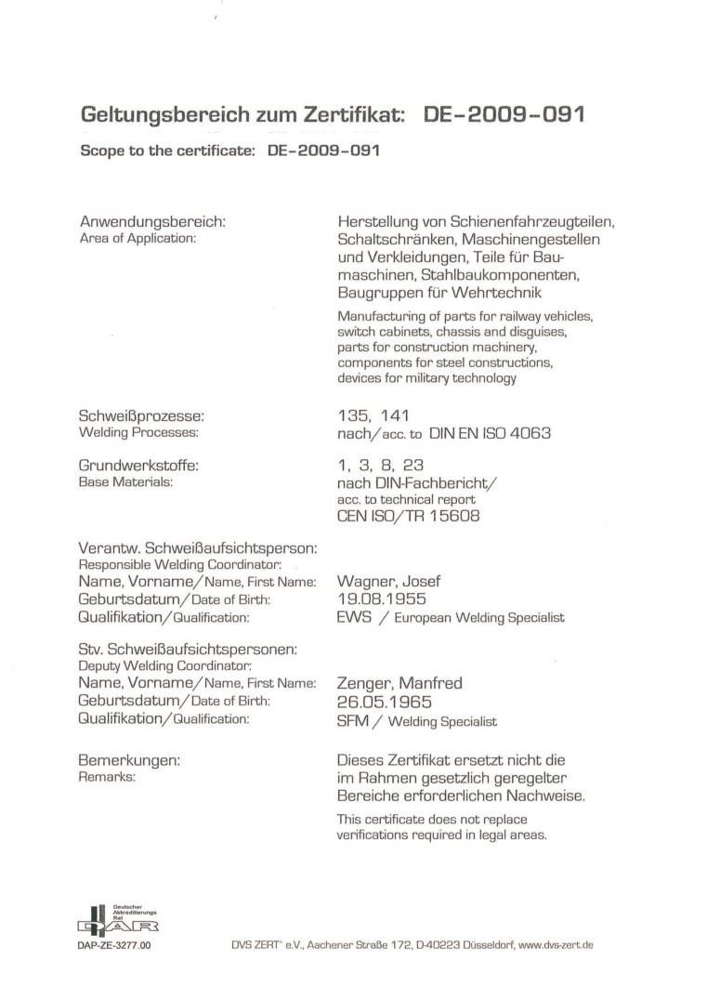 Geltungsbereich zum Zertifikat: DE-2009-091
Scope to the certificate: DE-2009-091
Anwendungsbereich:
Area of Application:
Herstellung von Schienenfahrzeugteilen,
Schaltschränken, Maschinengestellen
und Verkleidungen, Teile für Bau-
maschinen, Stahlbaukomponenten,
Baugruppen für Wehrtechnik
Manufacturing of parts for railway vehicles,
switch cabinets, chassis and disguises,
parts for construction machinery,
components for steel constructions,
devices for military technology
Schweißprozesse: 135, 141
Welding Processes: nach/acc. to DIN EN ISO 4063
Grundwerkstoffe: 1, 3, 8, 23
Base Materials: nach DIN-Fachbericht/
acc. to technical report
CEN ISO/TR 15608
Verantw. Schweißaufsichtsperson:
Responsible Welding Coordinator:
Name, Vorname/Name, First Name: Wagner, Josef
Geburtsdatum/Date of Birth: 19.08.1955
Qualifikation/Qualification: EWS / European Welding Specialist
Stv. Schweißaufsichtspersonen:
Deputy Welding Coordinator:
Name, Vorname/Name, First Name: Zenger, Manfred
Geburtsdatum/Date of Birth: 26.05.1965
Qualifikation/Qualification: SFM / Welding Specialist
Bemerkungen:
Remarks:
Dieses Zertifikat ersetzt nicht die
im Rahmen gesetzlich geregelter
Bereiche erforderlichen Nachweise.
This certificate does not replace
verifications required in legal areas.
Deutscher
Akkreditierungs
Rat
DAR
DAP-ZE-3277.00
DVS ZERT® e.V., Aachener Straße 172, D-40223 Düsseldorf, www.dvs-zert.de